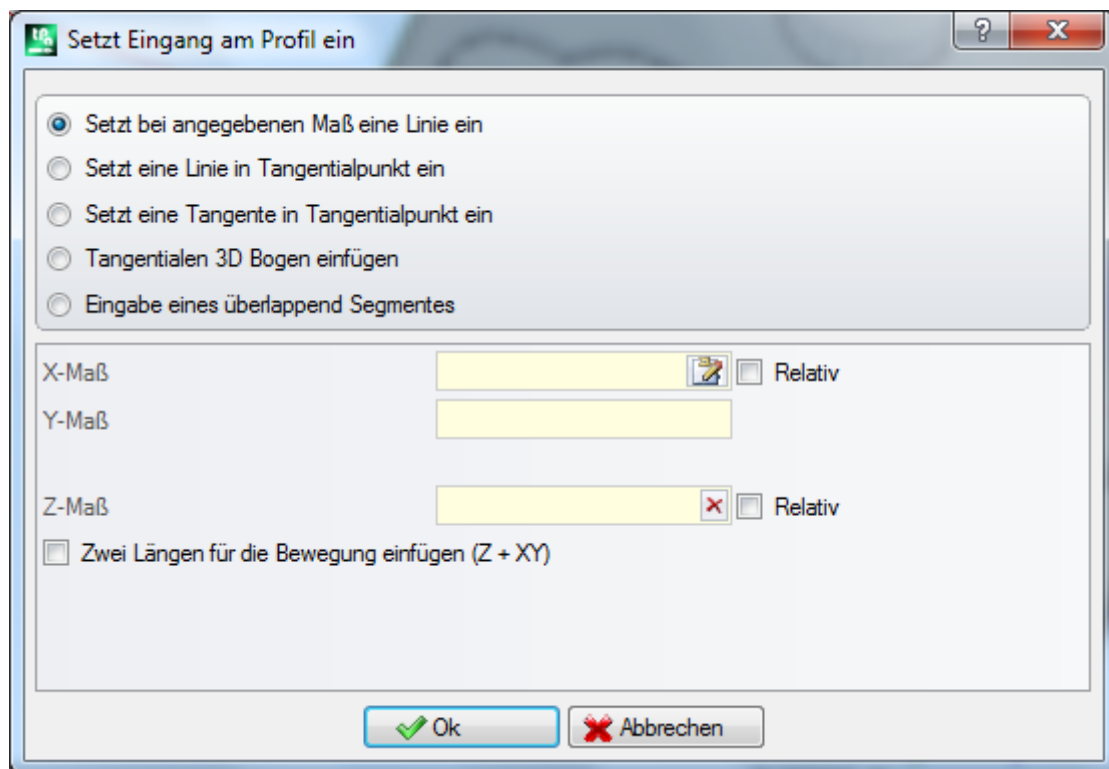 Setzt Eingang am Profil ein
Setzt bei angegebenen Maß eine Linie ein
Setzt eine Linie in Tangentialpunkt ein
Setzt eine Tangente in Tangentialpunkt ein
Tangentialen 3D Bogen einfügen
Eingabe eines überlappend Segmentes
X-Maß Relativ
Y-Maß
Z-Maß Relativ
Zwei Längen für die Bewegung einfügen (Z + XY)
Ok Abbrechen